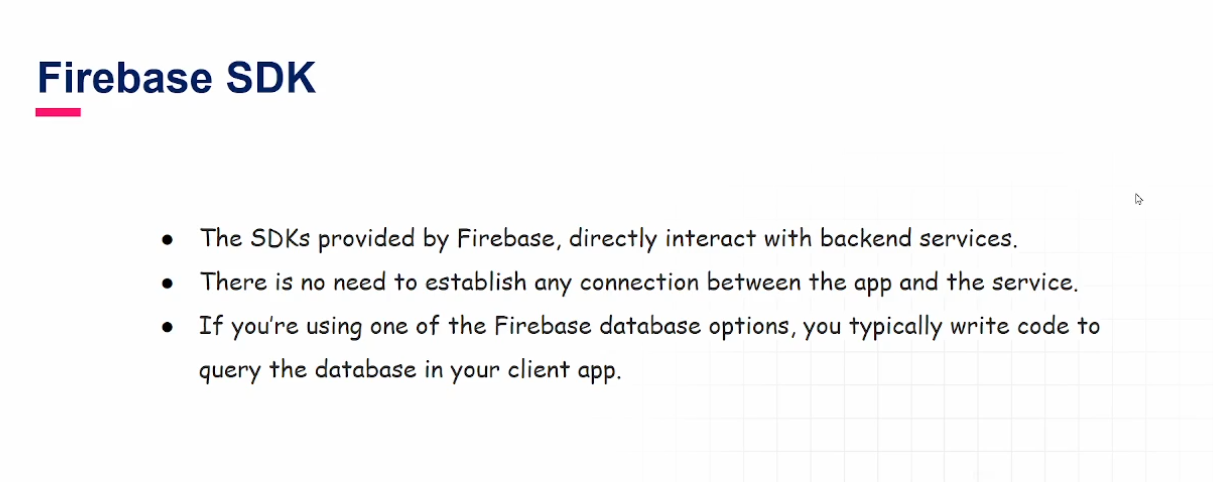 Firebase SDK
● The SDKs provided by Firebase, directly interact with backend services.
● There is no need to establish any connection between the app and the service.
● If you're using one of the Firebase database options, you typically write code to
query the database in your client app.